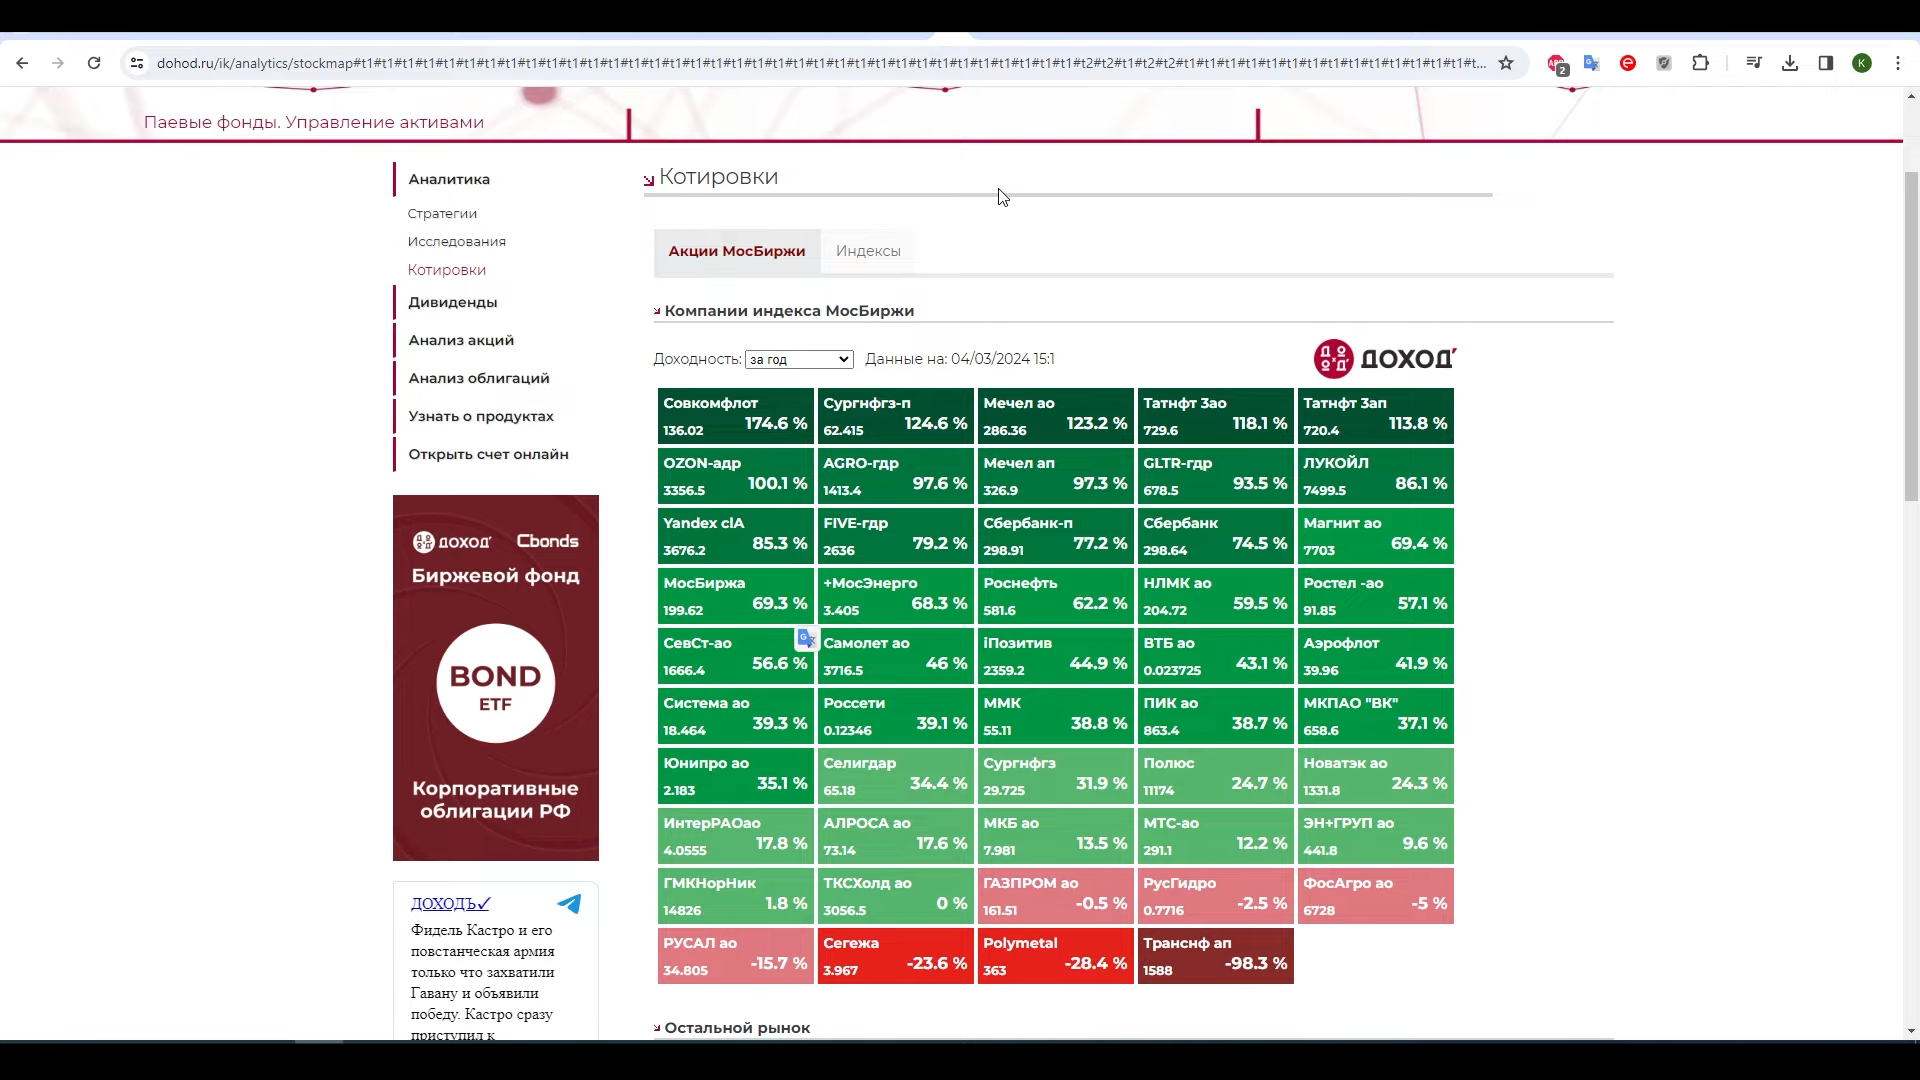 dohod.ru/ik/analytics/stockmap#t1#t1#t1#t1#t1#t1#t1#t1#t1#t1#t1#t1#t1#t1#t1#t1#t1#t1#t1#t1#t1#t1#t1#t1#t1#t1#t1#t1#t1#t1#t1#t1#t1#t1#t1#t1#t2#t2#t1#t2#t2#t1#t1#t1#t1#t1#t1#t1#t1#t1#t1#t1#t1#t1#t1#t1#t...
2
K
Паевые фонды. Управление активами
Аналитика
Стратегии
Исследования
Котировки
Дивиденды
Анализ акций
Анализ облигаций
Узнать о продуктах
Открыть счет онлайн
ДОХОДЪ Cbonds
Биржевой фонд
BOND
ETF
Корпоративные
облигации РФ
ДОХОДЪ✓
Фидель Кастро и его
повстанческая армия
только что захватили
Гавану и объявили
победу. Кастро сразу
приступил к
Котировки
Акции МосБиржи Индексы
Компании индекса МосБиржи
Доходность: за год Данные на: 04/03/2024 15:1
ДОХОДЪ
Совкомфлот 136.02 174.6 % Сургнфгз-п 62.415 124.6 % Мечел ао 286.36 123.2 % Татнфт 3ао 729.6 118.1 % Татнфт 3ап 720.4 113.8 %
OZON-адр 3356.5 100.1 % AGRO-гдр 1413.4 97.6 % Мечел ап 326.9 97.3 % GLTR-гдр 678.5 93.5 % ЛУКОЙЛ 7499.5 86.1 %
Yandex clA 3676.2 85.3 % FIVE-гдр 2636 79.2 % Сбербанк-п 298.91 77.2 % Сбербанк 298.64 74.5 % Магнит ао 7703 69.4 %
МосБиржа 199.62 69.3 % +МосЭнерго 3.405 68.3 % Роснефть 581.6 62.2 % НЛМК ао 204.72 59.5 % Ростел -ао 91.85 57.1 %
СевСт-ао 1666.4 56.6 % Самолет ао 3716.5 46 % iПозитив 2359.2 44.9 % ВТБ ао 0.023725 43.1 % Аэрофлот 39.96 41.9 %
Система ао 18.464 39.3 % Россети 0.12346 39.1 % ММК 55.11 38.8 % ПИК ао 863.4 38.7 % МКПАО "ВК" 658.6 37.1 %
Юнипро ао 2.183 35.1 % Селигдар 65.18 34.4 % Сургнфгз 29.725 31.9 % Полюс 11174 24.7 % Новатэк ао 1331.8 24.3 %
ИнтерРАОао 4.0555 17.8 % АЛРОСА ао 73.14 17.6 % МКБ ао 7.981 13.5 % МТС-ао 291.1 12.2 % ЭН+ГРУП ао 441.8 9.6 %
ГМКНорНик 14826 1.8 % ТКСХолд ао 3056.5 0 % ГАЗПРОМ ао 161.51 -0.5 % РусГидро 0.7716 -2.5 % ФосАгро ао 6728 -5 %
РУСАЛ ао 34.805 -15.7 % Сегежа 3.967 -23.6 % Polymetal 363 -28.4 % Транснф ап 1588 -98.3 %
Остальной рынок